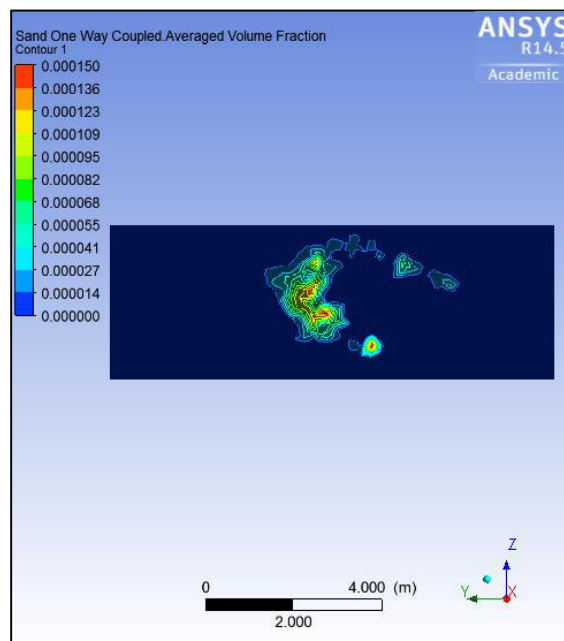 Sand One Way Coupled.Averaged Volume Fraction
Contour 1
ANSYS
R14.5
Academic
0.000150
0.000136
0.000123
0.000109
0.000095
0.000082
0.000068
0.000055
0.000041
0.000027
0.000014
0.000000
Z
Y
X
0 4.000 (m)
2.000